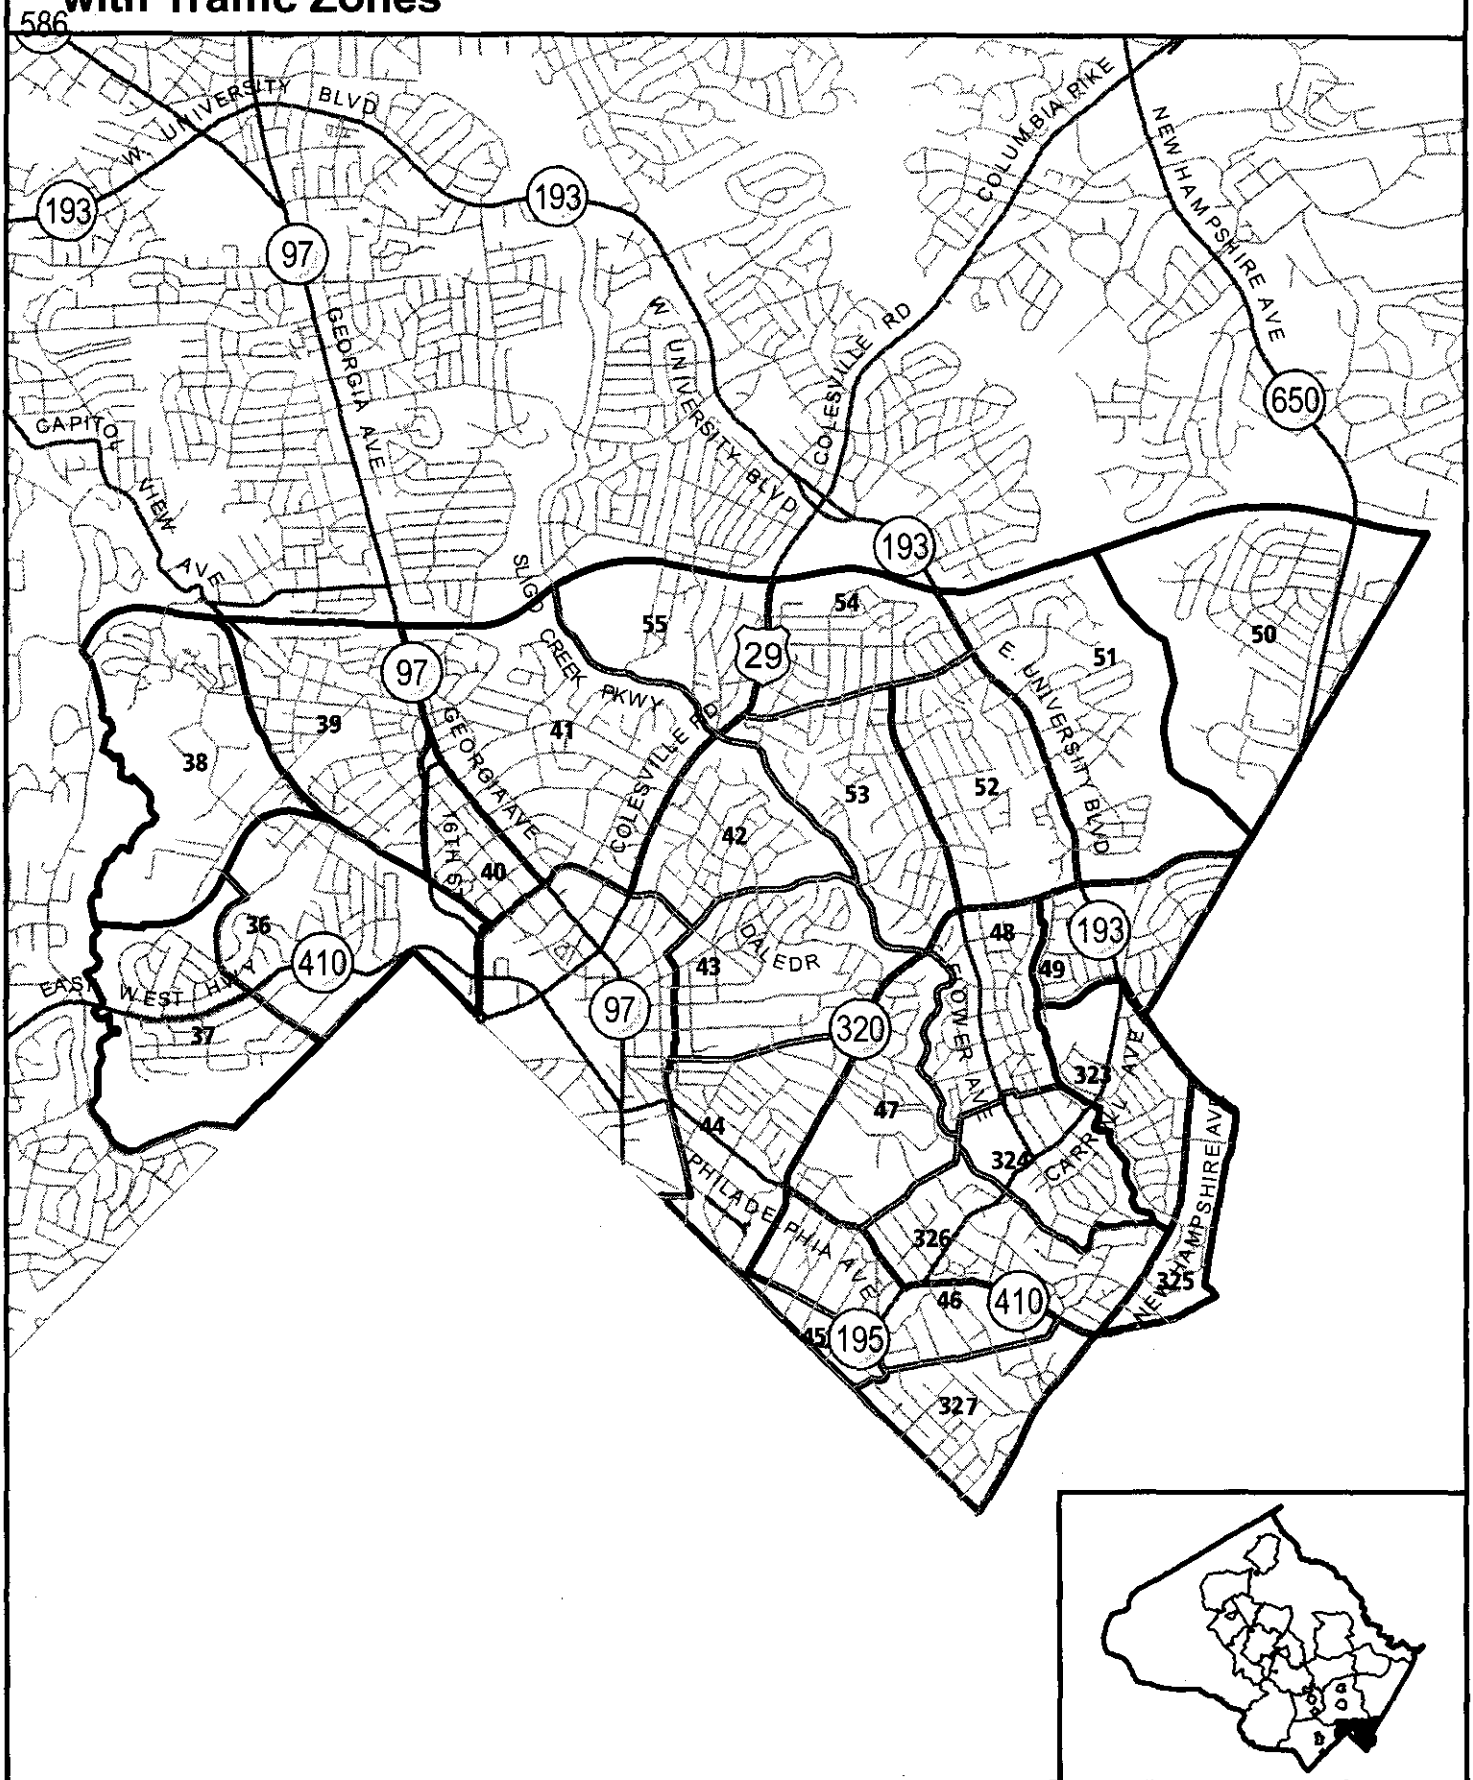 with Traffic Zones
586
W. UNIVERSITY BLVD
193
97
193
COLUMBIA PIKE
NEW HAMPSHIRE AVE
GEORGIA AVE
W. UNIVERSITY BLVD
COLESVILLE RD
650
CAPITOL VIEW AVE
193
SLIGO CREEK PKWY
55
54
29
51
50
E. UNIVERSITY BLVD
97
39
38
41
GEORGIA AVE
COLESVILLE RD
53
52
42
16TH ST
40
36
410
43
DALE DR
48
49
193
EAST WEST HWY
37
97
320
FLOWER AVE
323
CARROLL AVE
47
44
324
PHILADELPHIA AVE
NEW HAMPSHIRE AVE
326
325
46
410
45
195
327